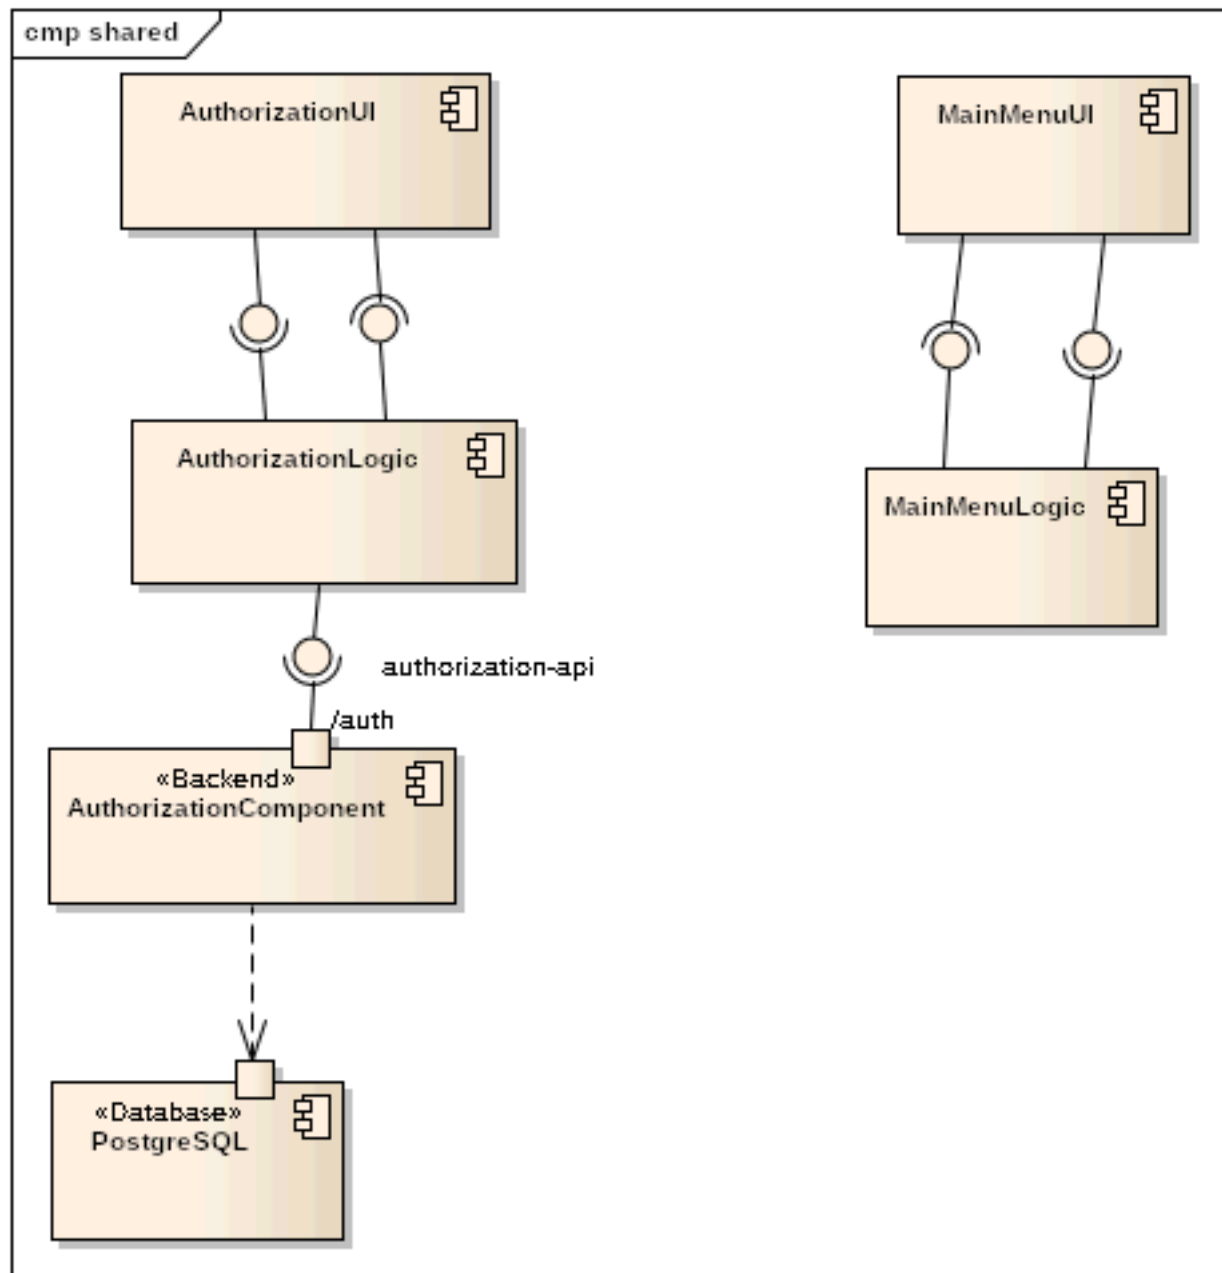 cmp shared
AuthorizationUI
MainMenuUI
AuthorizationLogic
MainMenuLogic
authorization-api
/auth
«Backend»
AuthorizationComponent
«Database»
PostgreSQL